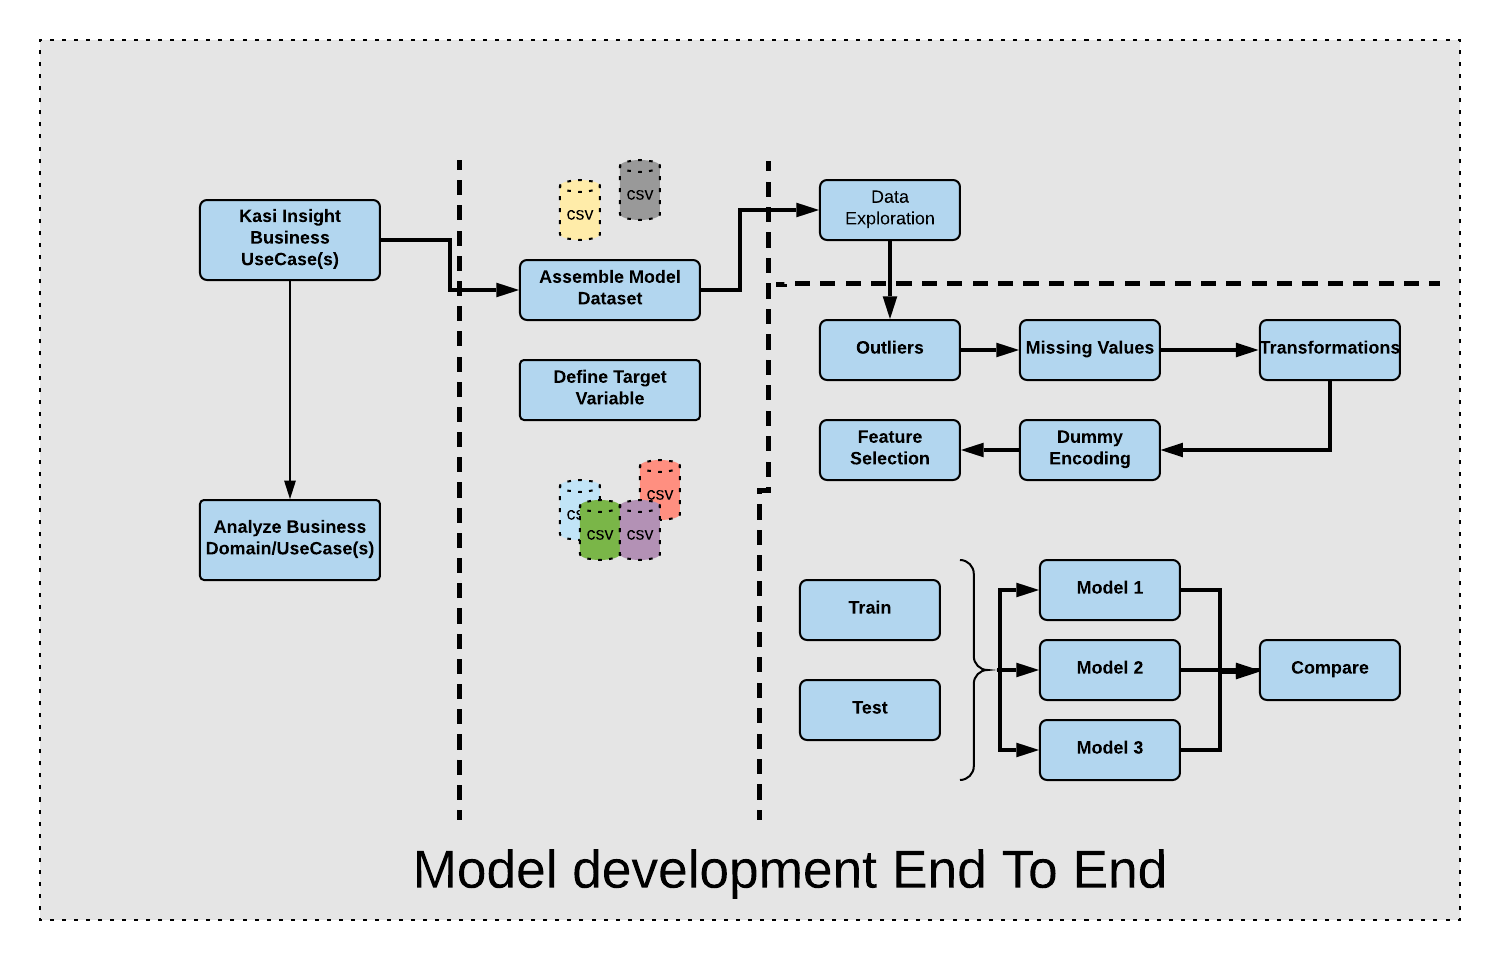 Kasi Insight
Business
UseCase(s)
Analyze Business
Domain/UseCase(s)
CSV
CSV
Assemble Model
Dataset
Define Target
Variable
CSV
CS
CSV
CSV
Data
Exploration
Outliers
Missing Values
Transformations
Feature
Selection
Dummy
Encoding
Train
Test
Model 1
Model 2
Model 3
Compare
Model development End To End